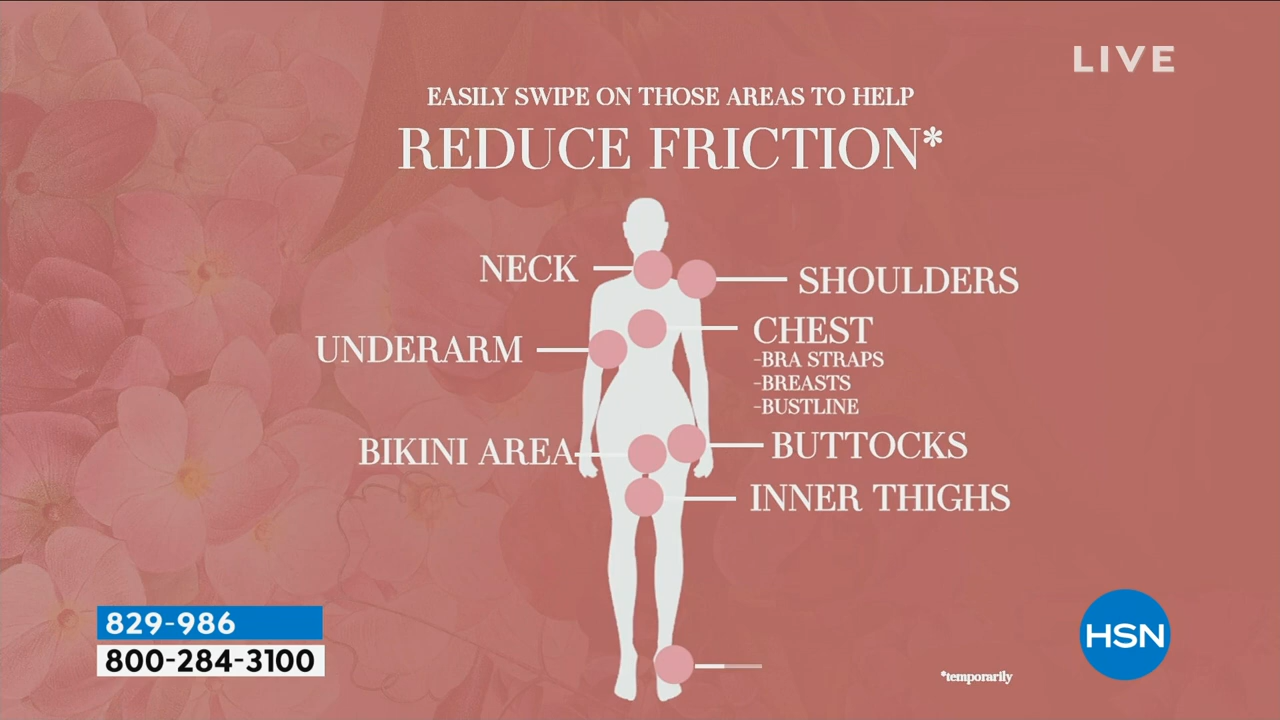 LIVE
EASILY SWIPE ON THOSE AREAS TO HELP
REDUCE FRICTION*
NECK
SHOULDERS
UNDERARM
CHEST
-BRA STRAPS
-BREASTS
-BUSTLINE
BIKINI AREA
BUTTOCKS
INNER THIGHS
829-986
800-284-3100
HSN
*temporarily